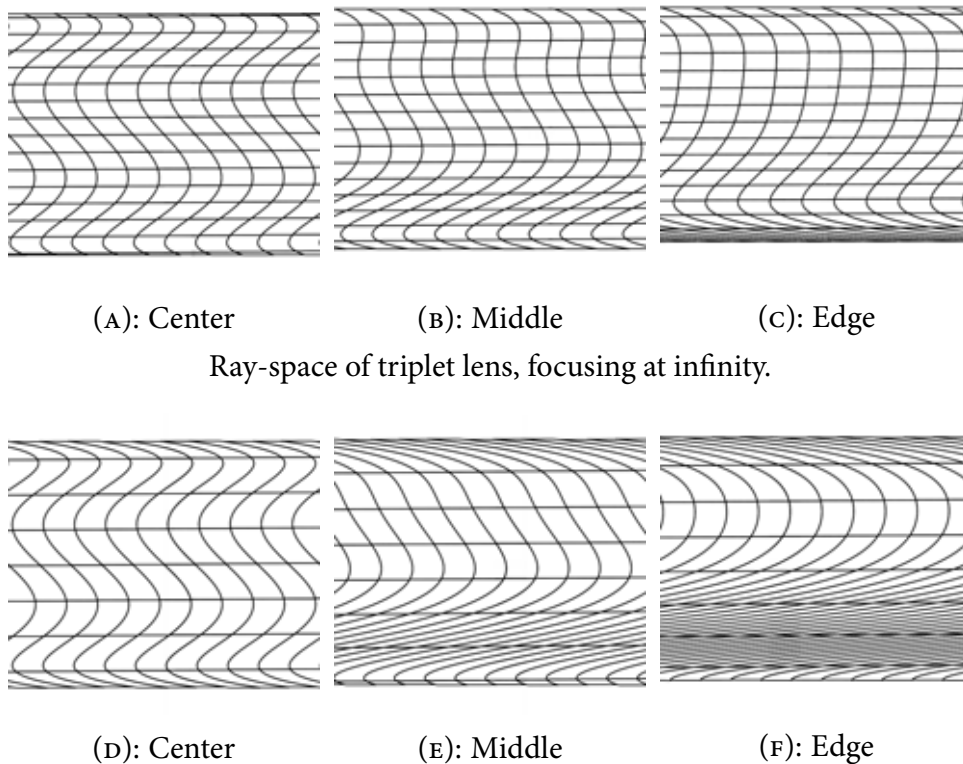 (A): Center
(B): Middle
(C): Edge
Ray-space of triplet lens, focusing at infinity.
(D): Center
(E): Middle
(F): Edge